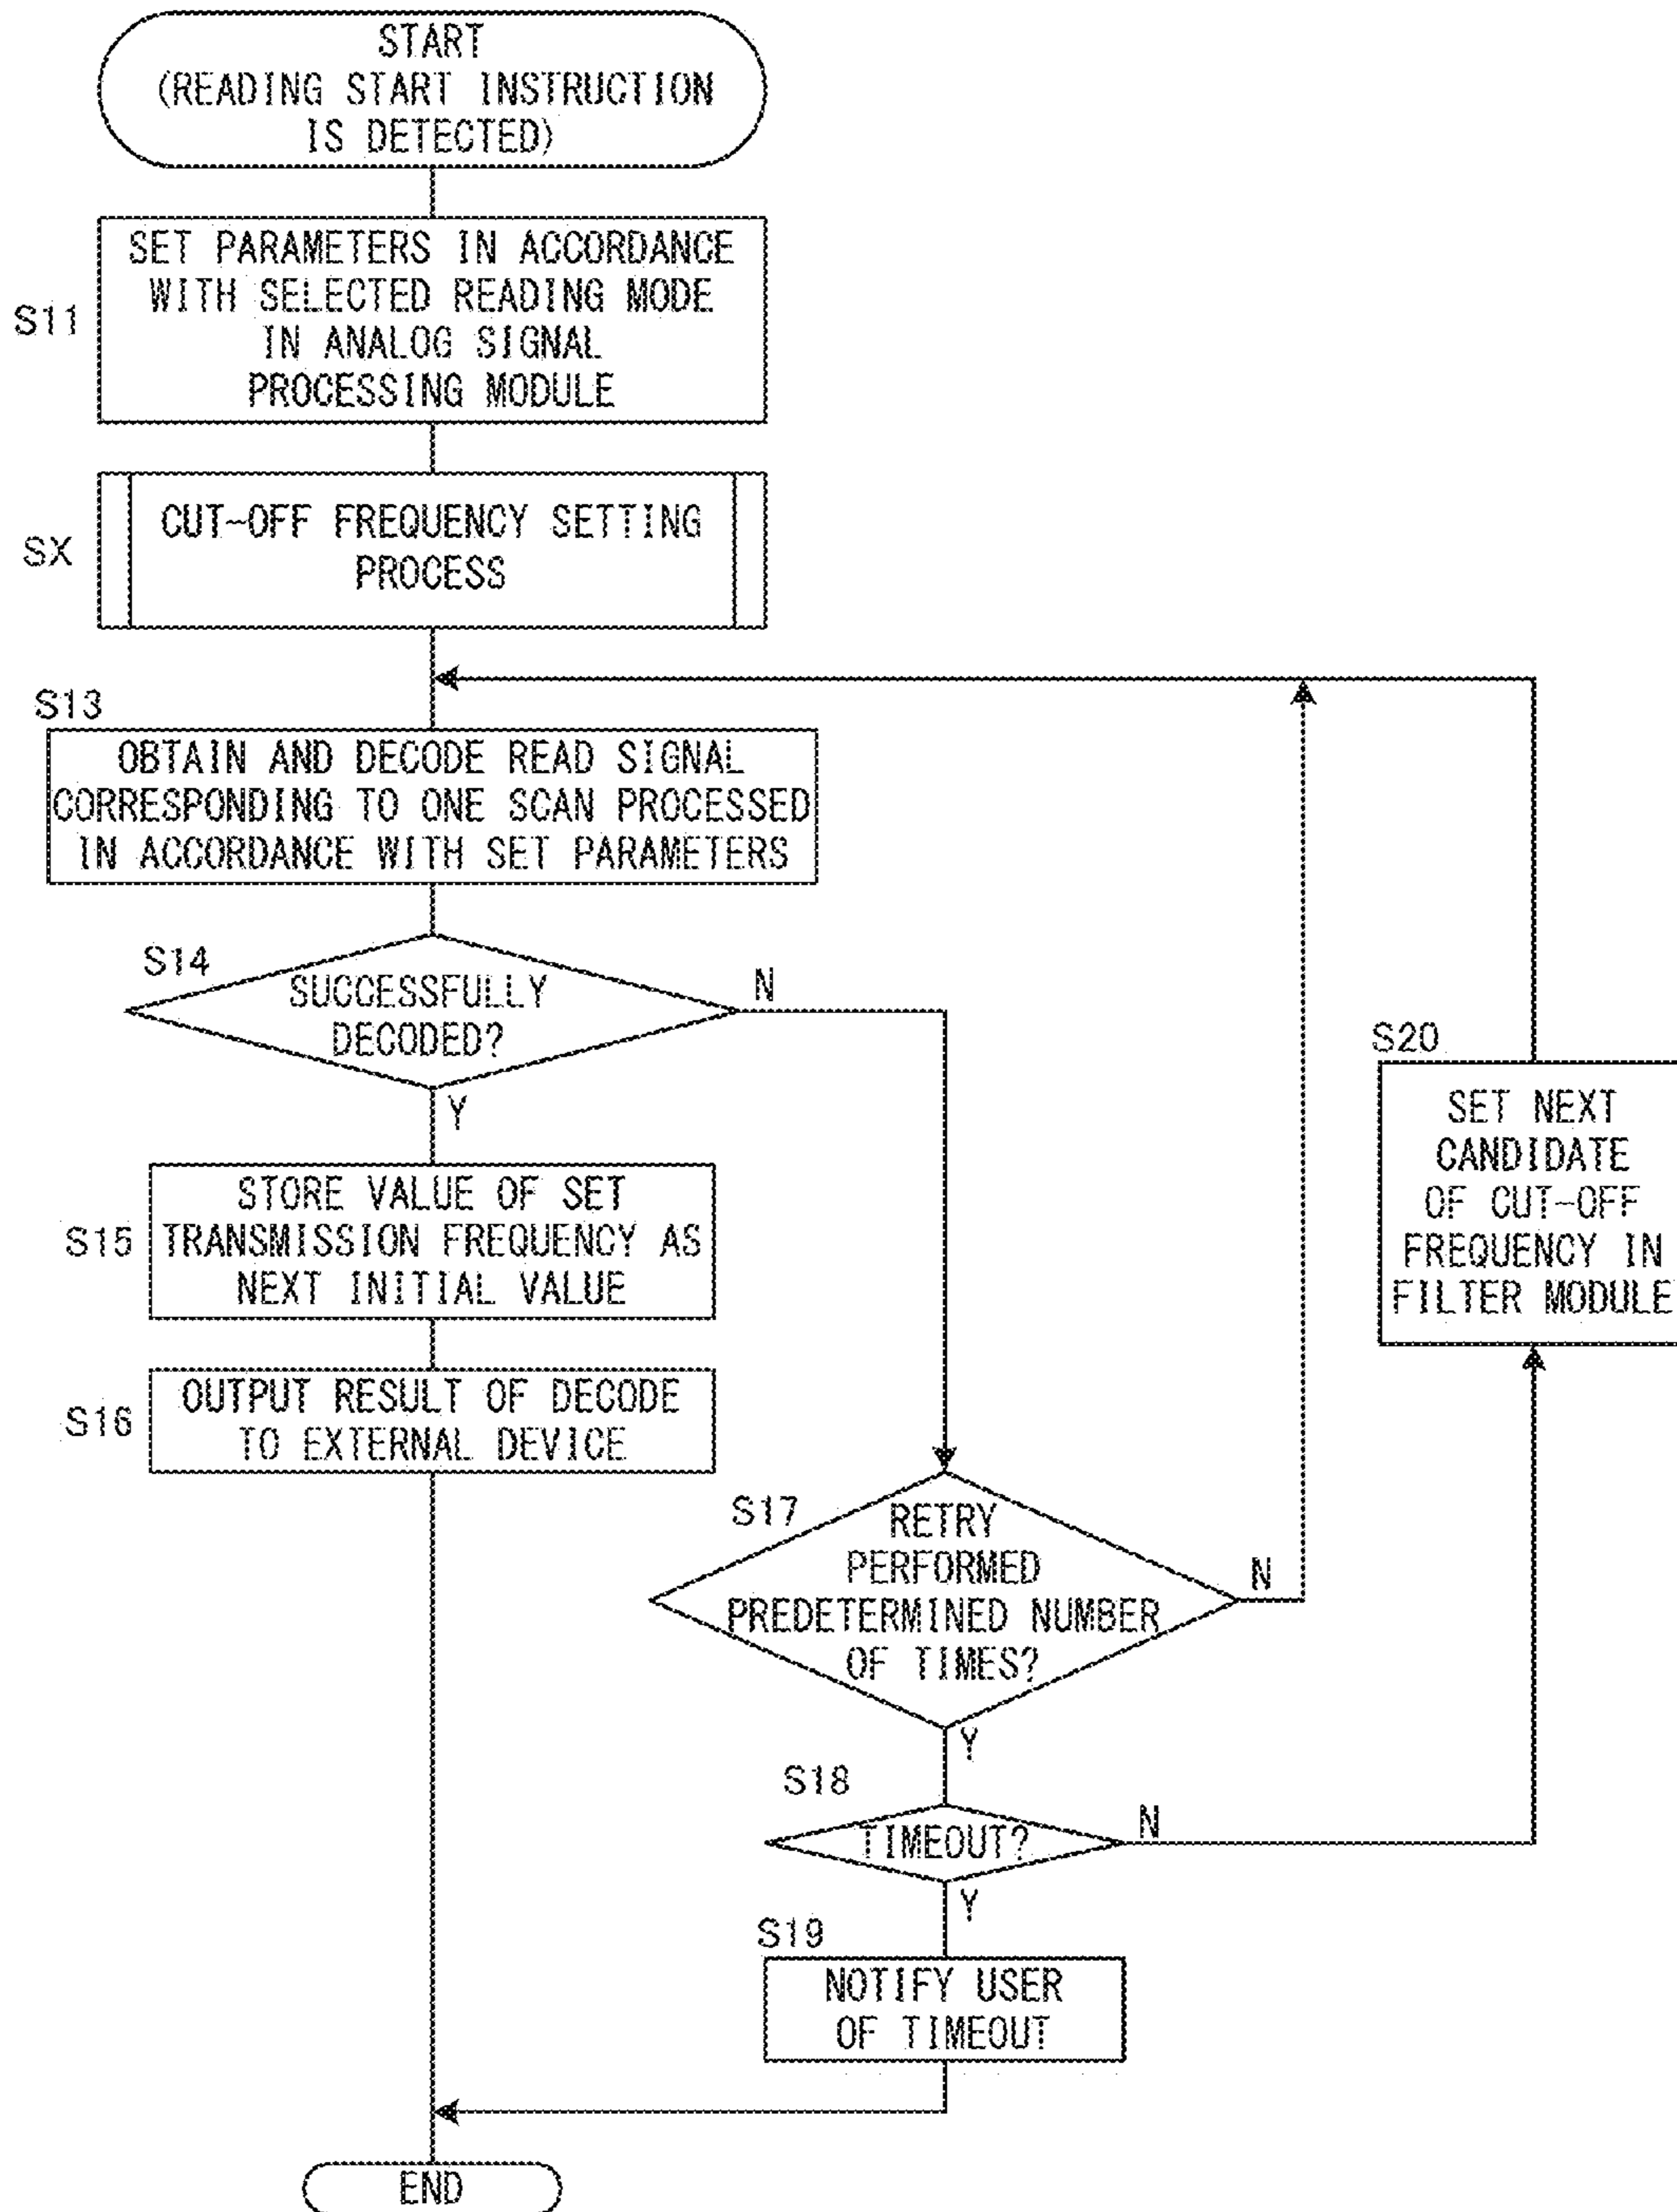 START
(READING START INSTRUCTION
IS DETECTED)
S11
SET PARAMETERS IN ACCORDANCE
WITH SELECTED READING MODE
IN ANALOG SIGNAL
PROCESSING MODULE
SX
CUT-OFF FREQUENCY SETTING
PROCESS
S13
OBTAIN AND DECODE READ SIGNAL
CORRESPONDING TO ONE SCAN PROCESSED
IN ACCORDANCE WITH SET PARAMETERS
S14
SUCCESSFULLY
DECODED?
N
Y
S15
STORE VALUE OF SET
TRANSMISSION FREQUENCY AS
NEXT INITIAL VALUE
S16
OUTPUT RESULT OF DECODE
TO EXTERNAL DEVICE
S17
RETRY
PERFORMED
PREDETERMINED NUMBER
OF TIMES?
N
Y
S18
TIMEOUT?
N
Y
S19
NOTIFY USER
OF TIMEOUT
S20
SET NEXT
CANDIDATE
OF CUT-OFF
FREQUENCY IN
FILTER MODULE
END